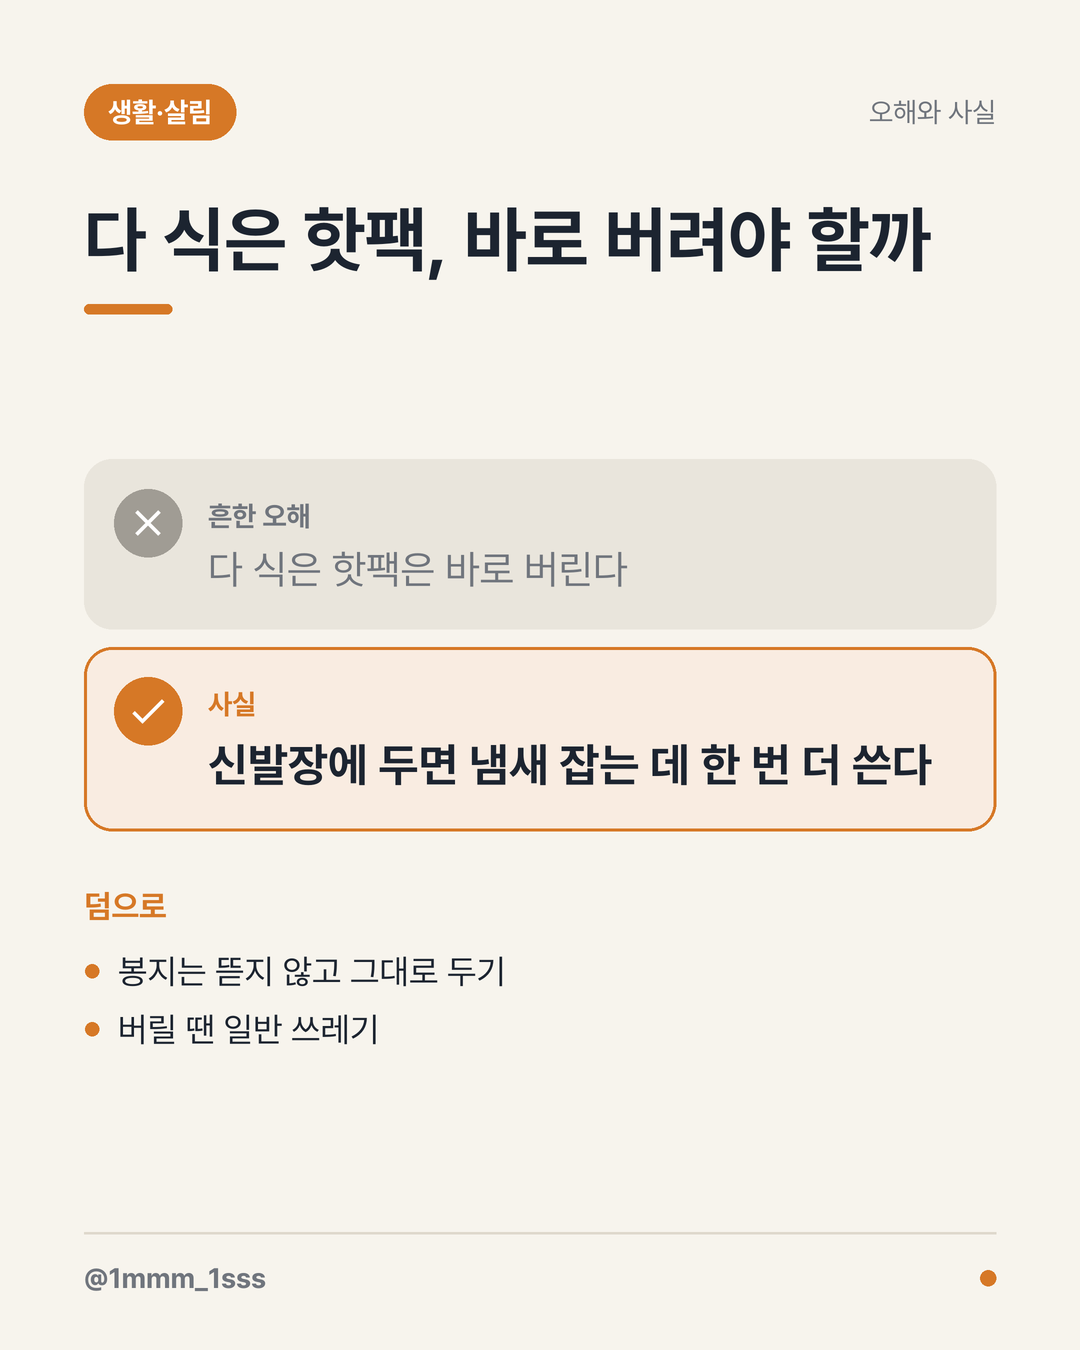 생활·살림
오해와 사실
다 식은 핫팩, 바로 버려야 할까
흔한 오해
다 식은 핫팩은 바로 버린다
사실
신발장에 두면 냄새 잡는 데 한 번 더 쓴다
덤으로
봉지는 뜯지 않고 그대로 두기
버릴 땐 일반 쓰레기
@1mmm_1sss